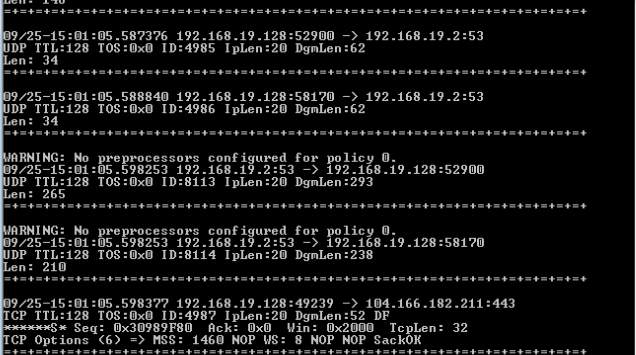 Len: 146
=+=+=+=+=+=+=+=+=+=+=+=+=+=+=+=+=+=+=+=+=+=+=+=+=+=+=+=+=+=+=+=+=+=+=+=+=+
09/25-15:01:05.587376 192.168.19.128:52900 -> 192.168.19.2:53
UDP TTL:128 TOS:0x0 ID:4985 IpLen:20 DgmLen:62
Len: 34
=+=+=+=+=+=+=+=+=+=+=+=+=+=+=+=+=+=+=+=+=+=+=+=+=+=+=+=+=+=+=+=+=+=+=+=+=+
09/25-15:01:05.588840 192.168.19.128:58170 -> 192.168.19.2:53
UDP TTL:128 TOS:0x0 ID:4986 IpLen:20 DgmLen:62
Len: 34
=+=+=+=+=+=+=+=+=+=+=+=+=+=+=+=+=+=+=+=+=+=+=+=+=+=+=+=+=+=+=+=+=+=+=+=+=+
WARNING: No preprocessors configured for policy 0.
09/25-15:01:05.598253 192.168.19.2:53 -> 192.168.19.128:52900
UDP TTL:128 TOS:0x0 ID:8113 IpLen:20 DgmLen:293
Len: 265
=+=+=+=+=+=+=+=+=+=+=+=+=+=+=+=+=+=+=+=+=+=+=+=+=+=+=+=+=+=+=+=+=+=+=+=+=+
WARNING: No preprocessors configured for policy 0.
09/25-15:01:05.598253 192.168.19.2:53 -> 192.168.19.128:58170
UDP TTL:128 TOS:0x0 ID:8114 IpLen:20 DgmLen:238
Len: 210
=+=+=+=+=+=+=+=+=+=+=+=+=+=+=+=+=+=+=+=+=+=+=+=+=+=+=+=+=+=+=+=+=+=+=+=+=+
09/25-15:01:05.598377 192.168.19.128:49239 -> 104.166.182.211:443
TCP TTL:128 TOS:0x0 ID:4987 IpLen:20 DgmLen:52 DF
******S* Seq: 0x30989F80  Ack: 0x0  Win: 0x2000  TcpLen: 32
TCP Options (6) => MSS: 1460 NOP WS: 8 NOP NOP SackOK
=+=+=+=+=+=+=+=+=+=+=+=+=+=+=+=+=+=+=+=+=+=+=+=+=+=+=+=+=+=+=+=+=+=+=+=+=+